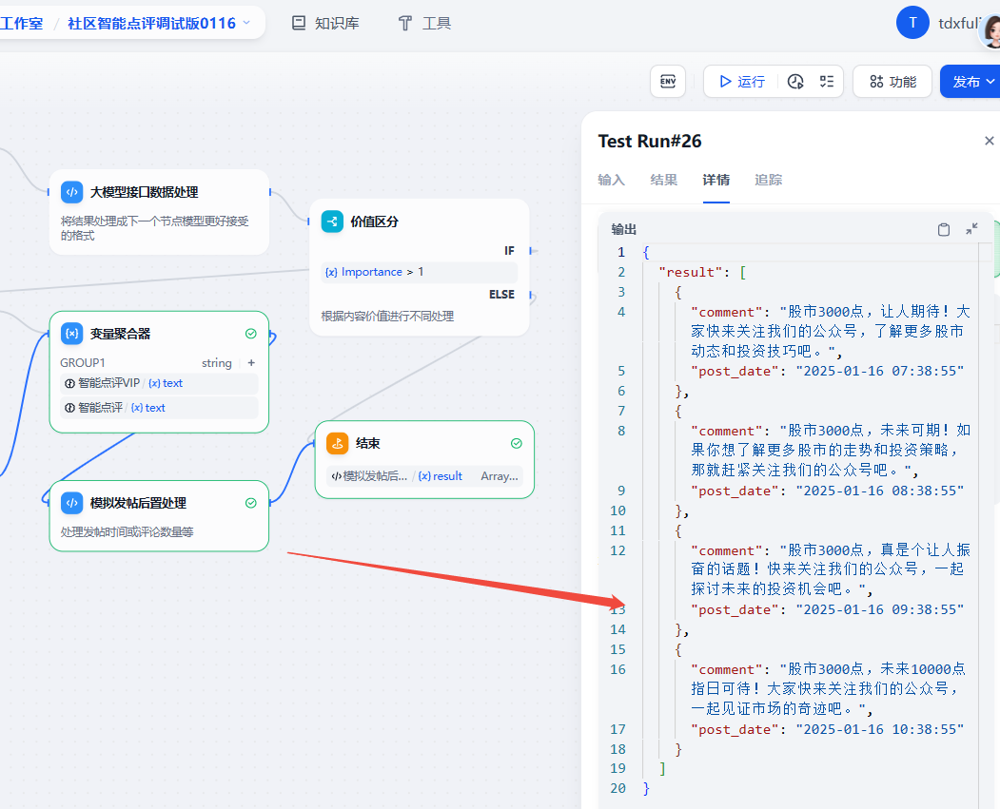 工作室 / 社区智能点评调试版0116
知识库
工具
T
tdxfuli
ENV
运行
功能
发布
大模型接口数据处理
将结果处理成下一个节点模型更好接受
的格式
价值区分
IF
{x} Importance > 1
ELSE
根据内容价值进行不同处理
变量聚合器
GROUP1 string +
智能点评VIP / {x} text
智能点评 / {x} text
结束
模拟发帖后... / {x} result Array...
模拟发帖后置处理
处理发帖时间或评论数量等
Test Run#26
输入 结果 详情 追踪
输出
1 {
2 "result": [
3 {
4 "comment": "股市3000点，让人期待！大
家快来关注我们的公众号，了解更多股市
动态和投资技巧吧。",
5 "post_date": "2025-01-16 07:38:55"
6 },
7 {
8 "comment": "股市3000点，未来可期！如
果你想了解更多股市的走势和投资策略，
那就赶紧关注我们的公众号吧。",
9 "post_date": "2025-01-16 08:38:55"
10 },
11 {
12 "comment": "股市3000点，真是个让人振
奋的话题！快来关注我们的公众号，一起
探讨未来的投资机会吧。",
13 "post_date": "2025-01-16 09:38:55"
14 },
15 {
16 "comment": "股市3000点，未来10000点
指日可待！大家快来关注我们的公众号，
一起见证市场的奇迹吧。",
17 "post_date": "2025-01-16 10:38:55"
18 }
19 ]
20 }